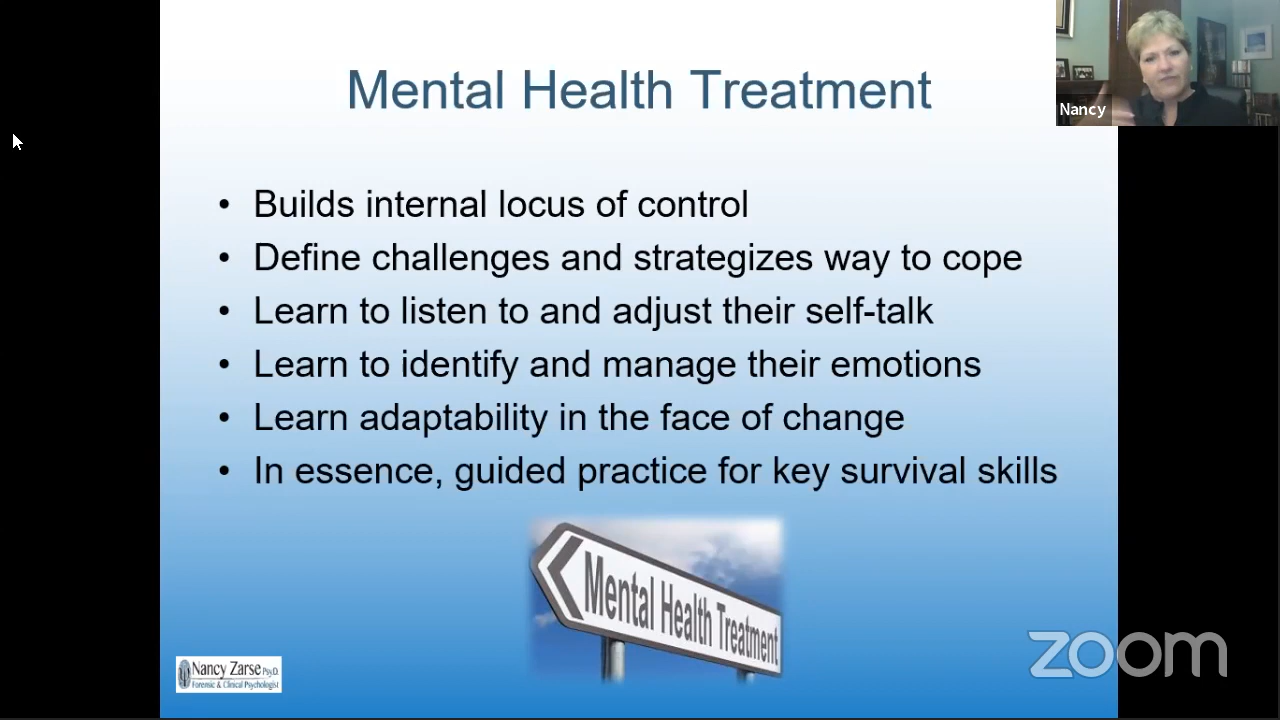 Mental Health Treatment
Nancy
• Builds internal locus of control
• Define challenges and strategizes way to cope
• Learn to listen to and adjust their self-talk
• Learn to identify and manage their emotions
• Learn adaptability in the face of change
• In essence, guided practice for key survival skills
Mental Health Treatment
Nancy Zarse Psy.D.
Forensic & Clinical Psychologist
zoom